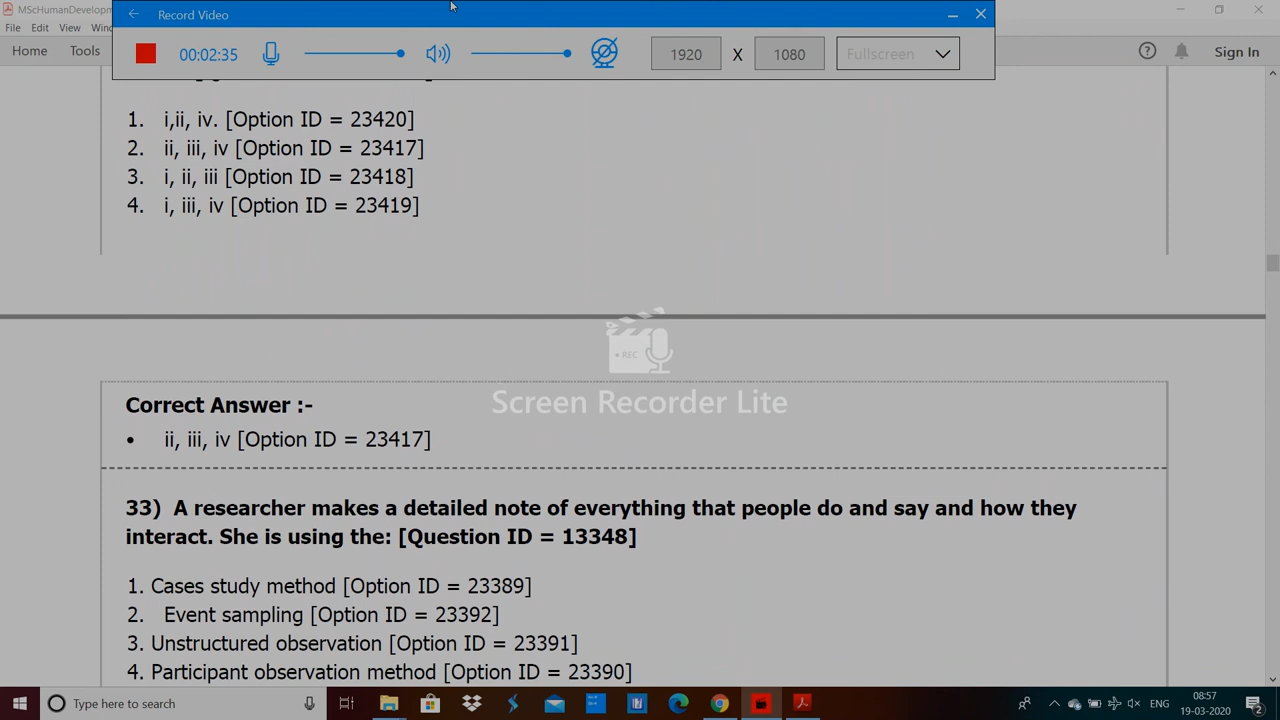 MScHumanDevelopm
Record Video
File Edit View Win
00:02:35
1920 X 1080 Fullscreen
Home Tools
Sign In
1. i,ii, iv. [Option ID = 23420]
2. ii, iii, iv [Option ID = 23417]
3. i, ii, iii [Option ID = 23418]
4. i, iii, iv [Option ID = 23419]
• REC
Screen Recorder Lite
Correct Answer :-
• ii, iii, iv [Option ID = 23417]
33) A researcher makes a detailed note of everything that people do and say and how they
interact. She is using the: [Question ID = 13348]
1. Cases study method [Option ID = 23389]
2. Event sampling [Option ID = 23392]
3. Unstructured observation [Option ID = 23391]
4. Participant observation method [Option ID = 23390]
Type here to search
ENG
08:57
19-03-2020
2